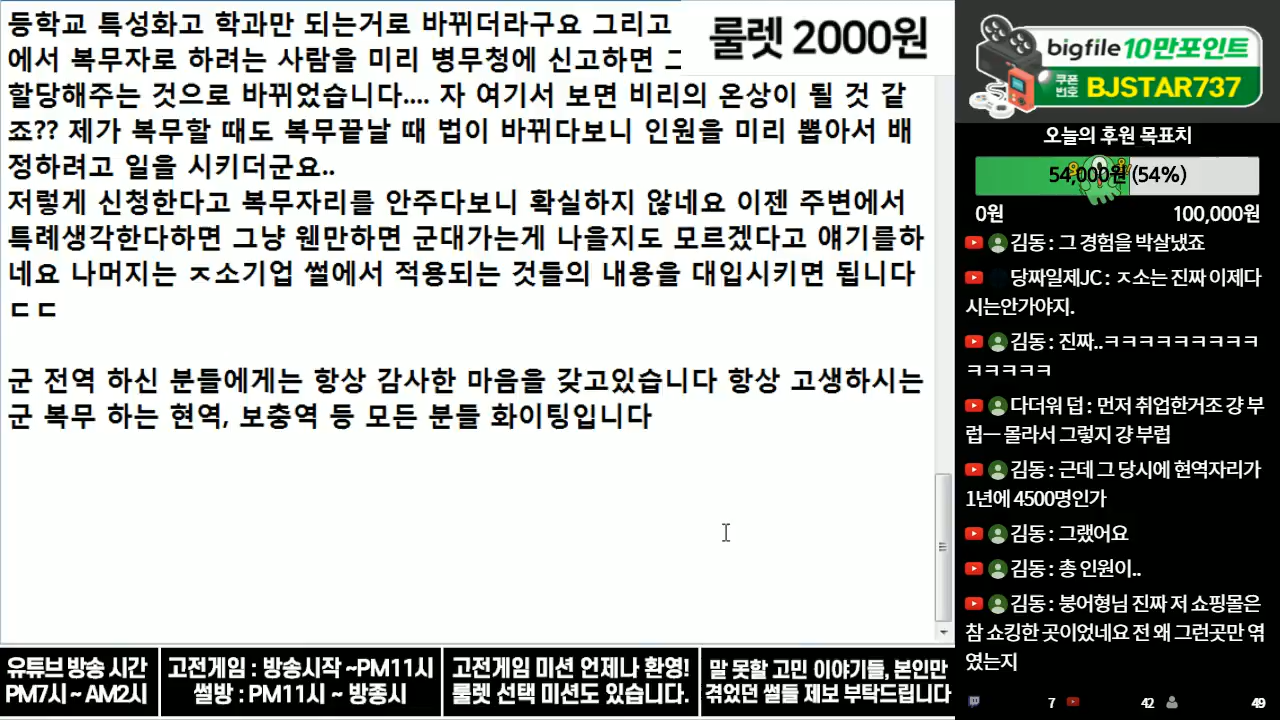 등학교 특성화고 학과만 되는거로 바뀌더라구요 그리고
에서 복무자로 하려는 사람을 미리 병무청에 신고하면 그
할당해주는 것으로 바뀌었습니다.... 자 여기서 보면 비리의 온상이 될 것 같
죠?? 제가 복무할 때도 복무끝날 때 법이 바뀌다보니 인원을 미리 뽑아서 배
정하려고 일을 시키더군요..
저렇게 신청한다고 복무자리를 안주다보니 확실하지 않네요 이젠 주변에서
특례생각한다하면 그냥 웬만하면 군대가는게 나을지도 모르겠다고 얘기를하
네요 나머지는 ㅈ소기업 썰에서 적용되는 것들의 내용을 대입시키면 됩니다
ㄷㄷ
군 전역 하신 분들에게는 항상 감사한 마음을 갖고있습니다 항상 고생하시는
군 복무 하는 현역, 보충역 등 모든 분들 화이팅입니다
룰렛 2000원
bigfile 10만포인트
쿠폰번호 BJSTAR737
오늘의 후원 목표치
54,000원 (54%)
0원 100,000원
김동 : 그 경험을 박살냈죠
당짜일제JC : ㅈ소는 진짜 이제다
시는안가야지.
김동 : 진짜..ㅋㅋㅋㅋㅋㅋㅋㅋㅋ
ㅋㅋㅋㅋㅋ
다더워 덥 : 먼저 취업한거조 걍 부
럽ㅡ 몰라서 그렇지 걍 부럽
김동 : 근데 그 당시에 현역자리가
1년에 4500명인가
김동 : 그랬어요
김동 : 총 인원이..
김동 : 붕어형님 진짜 저 쇼핑몰은
참 쇼킹한 곳이었네요 전 왜 그런곳만 엮
였는지
7 42 49
유튜브 방송 시간
PM7시 ~ AM2시
고전게임 : 방송시작 ~PM11시
썰방 : PM11시 ~ 방종시
고전게임 미션 언제나 환영!
룰렛 선택 미션도 있습니다.
말 못할 고민 이야기들, 본인만
겪었던 썰들 제보 부탁드립니다